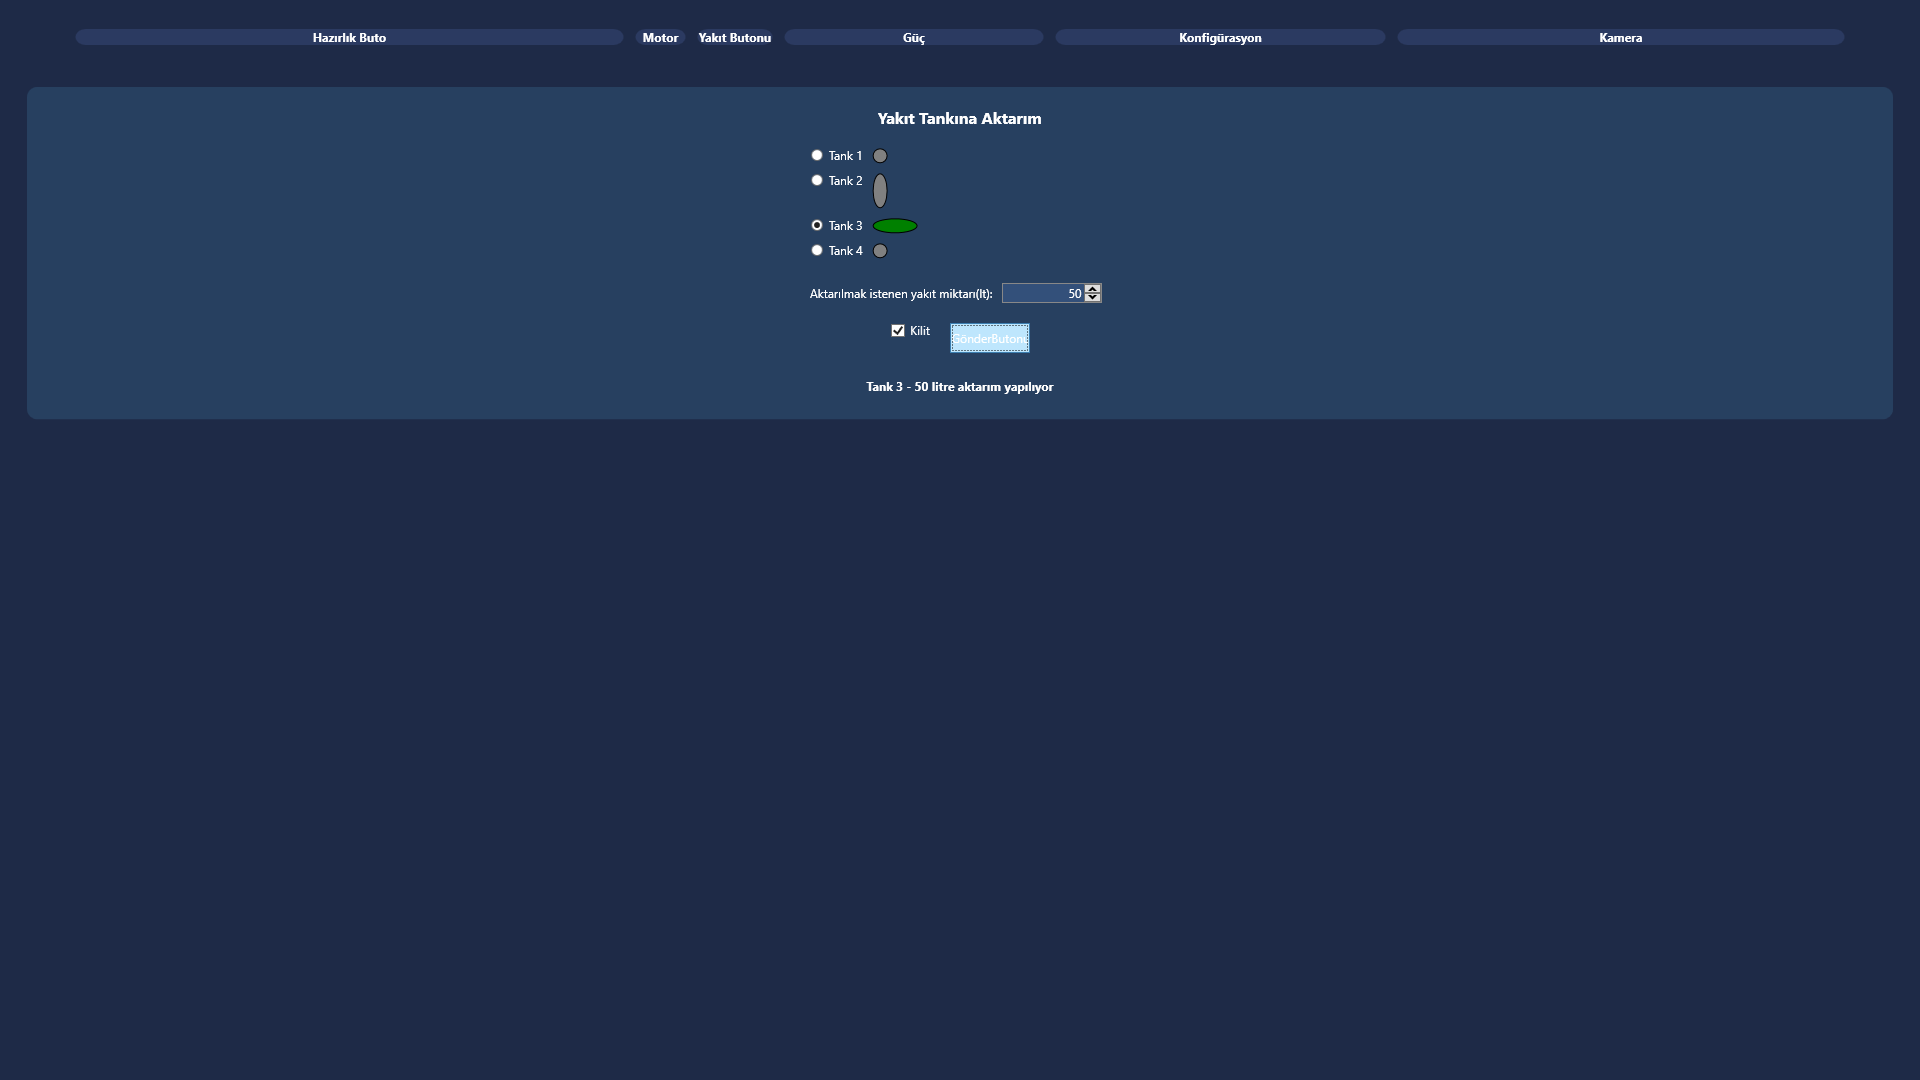 Hazırlık Buto
Motor
Yakıt Butonu
Güç
Konfigürasyon
Kamera
Yakıt Tankına Aktarım
Tank 1
Tank 2
Tank 3
Tank 4
Aktarılmak istenen yakıt miktarı(lt): 50
Kilit
GönderButonu
Tank 3 - 50 litre aktarım yapılıyor